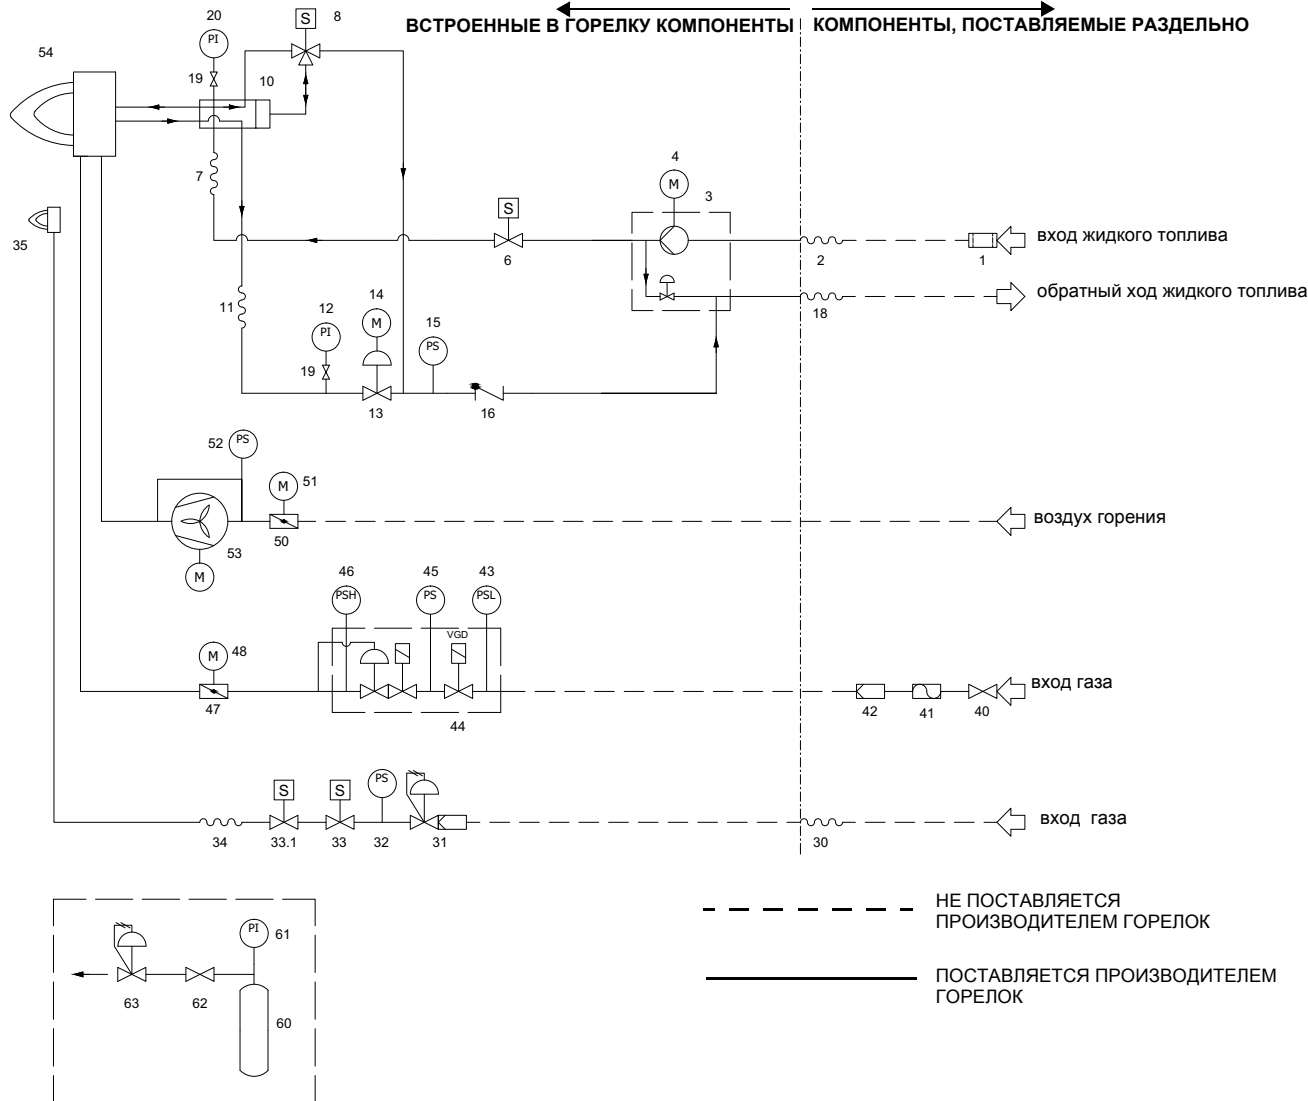 ВСТРОЕННЫЕ В ГОРЕЛКУ КОМПОНЕНТЫ
КОМПОНЕНТЫ, ПОСТАВЛЯЕМЫЕ РАЗДЕЛЬНО
20
S
8
PI
54
19
10
7
4
M
3
S
6
2
1
вход жидкого топлива
35
11
12
14
15
18
обратный ход жидкого топлива
PI
M
PS
19
13
16
52
PS
M
51
50
53
M
воздух горения
46
45
43
PSH
PS
PSL
VGD
M
48
47
44
42
41
40
вход газа
S
S
PS
34
33.1
33
32
31
30
вход газа
НЕ ПОСТАВЛЯЕТСЯ
ПРОИЗВОДИТЕЛЕМ ГОРЕЛОК
ПОСТАВЛЯЕТСЯ ПРОИЗВОДИТЕЛЕМ
ГОРЕЛОК
PI
61
63
62
60